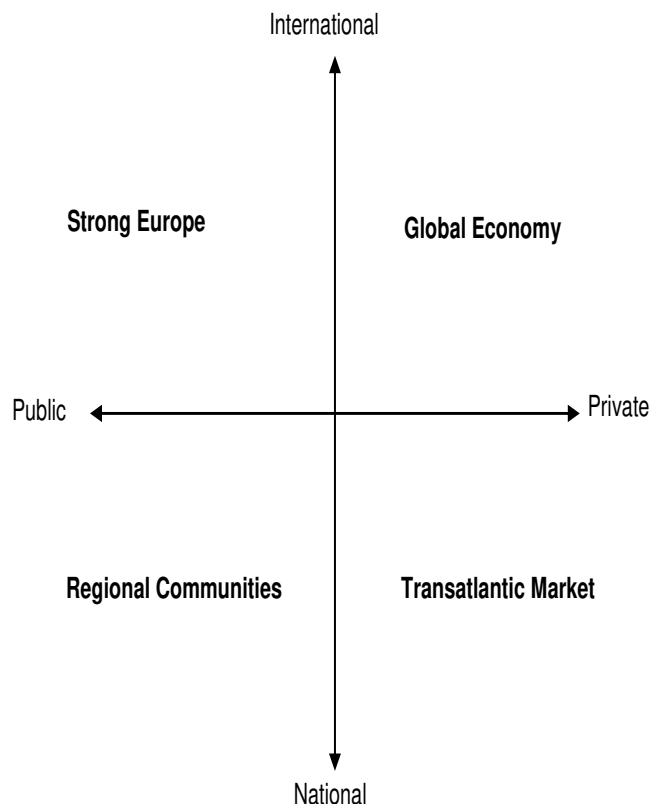 International
Strong Europe
Global Economy
Public
Private
Regional Communities
Transatlantic Market
National